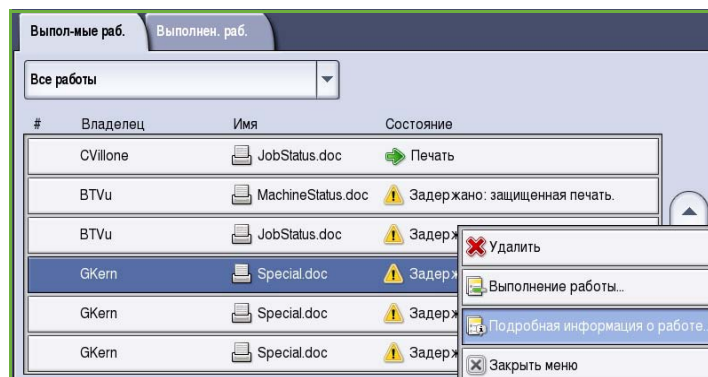 Выпол-мые раб. Выполнен. раб.
Все работы
# Владелец Имя Состояние
CVillone JobStatus.doc Печать
BTVu MachineStatus.doc Задержано: защищенная печать.
BTVu JobStatus.doc Задерж
Удалить
GKern Special.doc Задерж
Выполнение работы...
GKern Special.doc Задерж
Подробная информация о работе..
GKern Special.doc Задерж
Закрыть меню